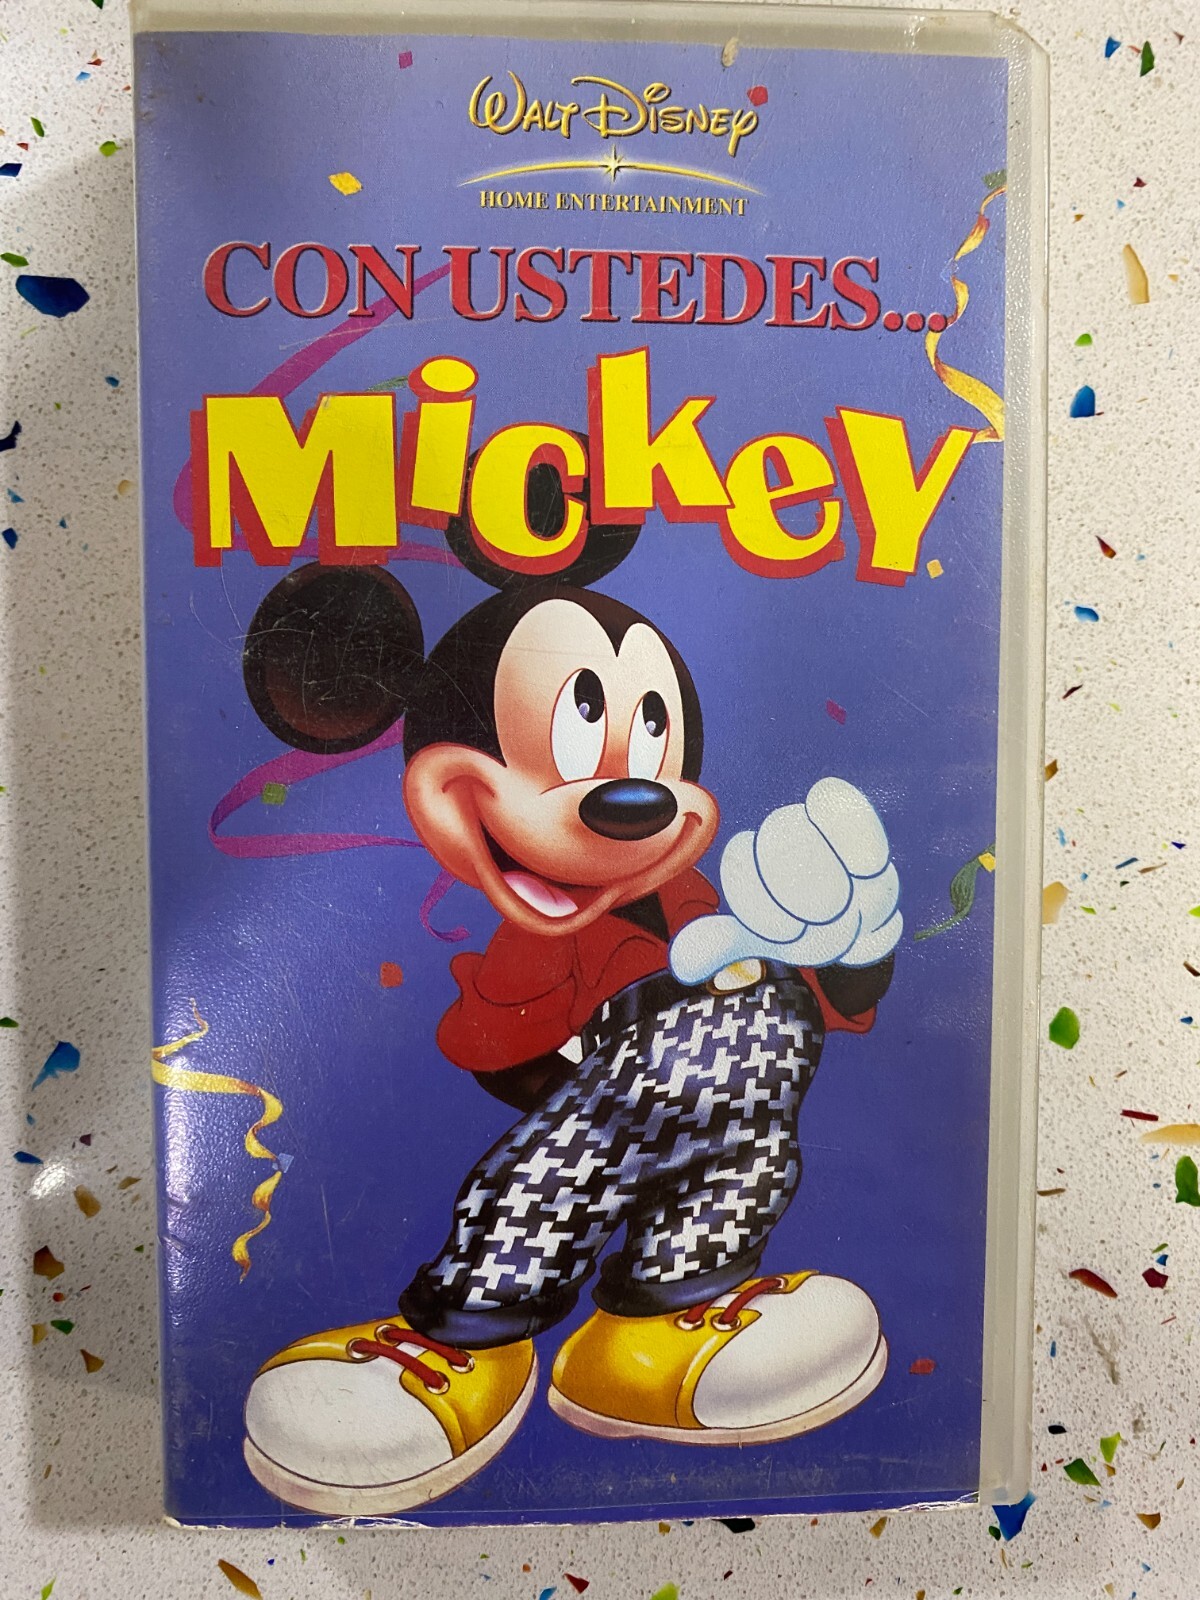 WALT DISNEY
HOME ENTERTAINMENT
CON USTEDES...
Mickey